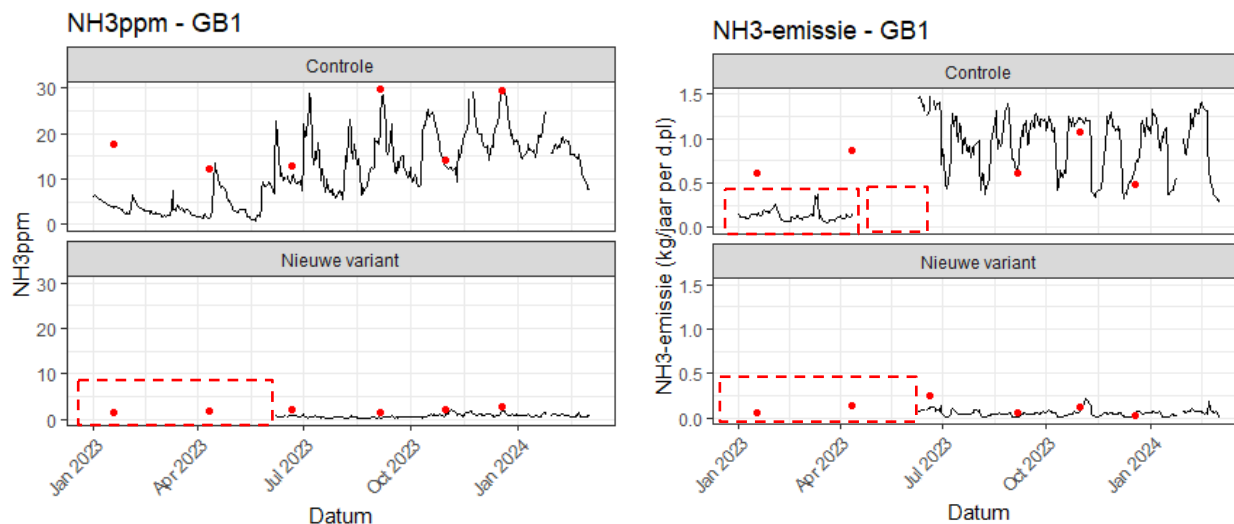 NH3ppm - GB1
Controle
30
20
10
0
Nieuwe variant
30
20
10
0
NH3ppm
Jan 2023
Apr 2023
Jul 2023
Oct 2023
Jan 2024
Datum
NH3-emissie - GB1
Controle
1.5
1.0
0.5
0.0
Nieuwe variant
1.5
1.0
0.5
0.0
NH3-emissie (kg/jaar per d.pl)
Jan 2023
Apr 2023
Jul 2023
Oct 2023
Jan 2024
Datum